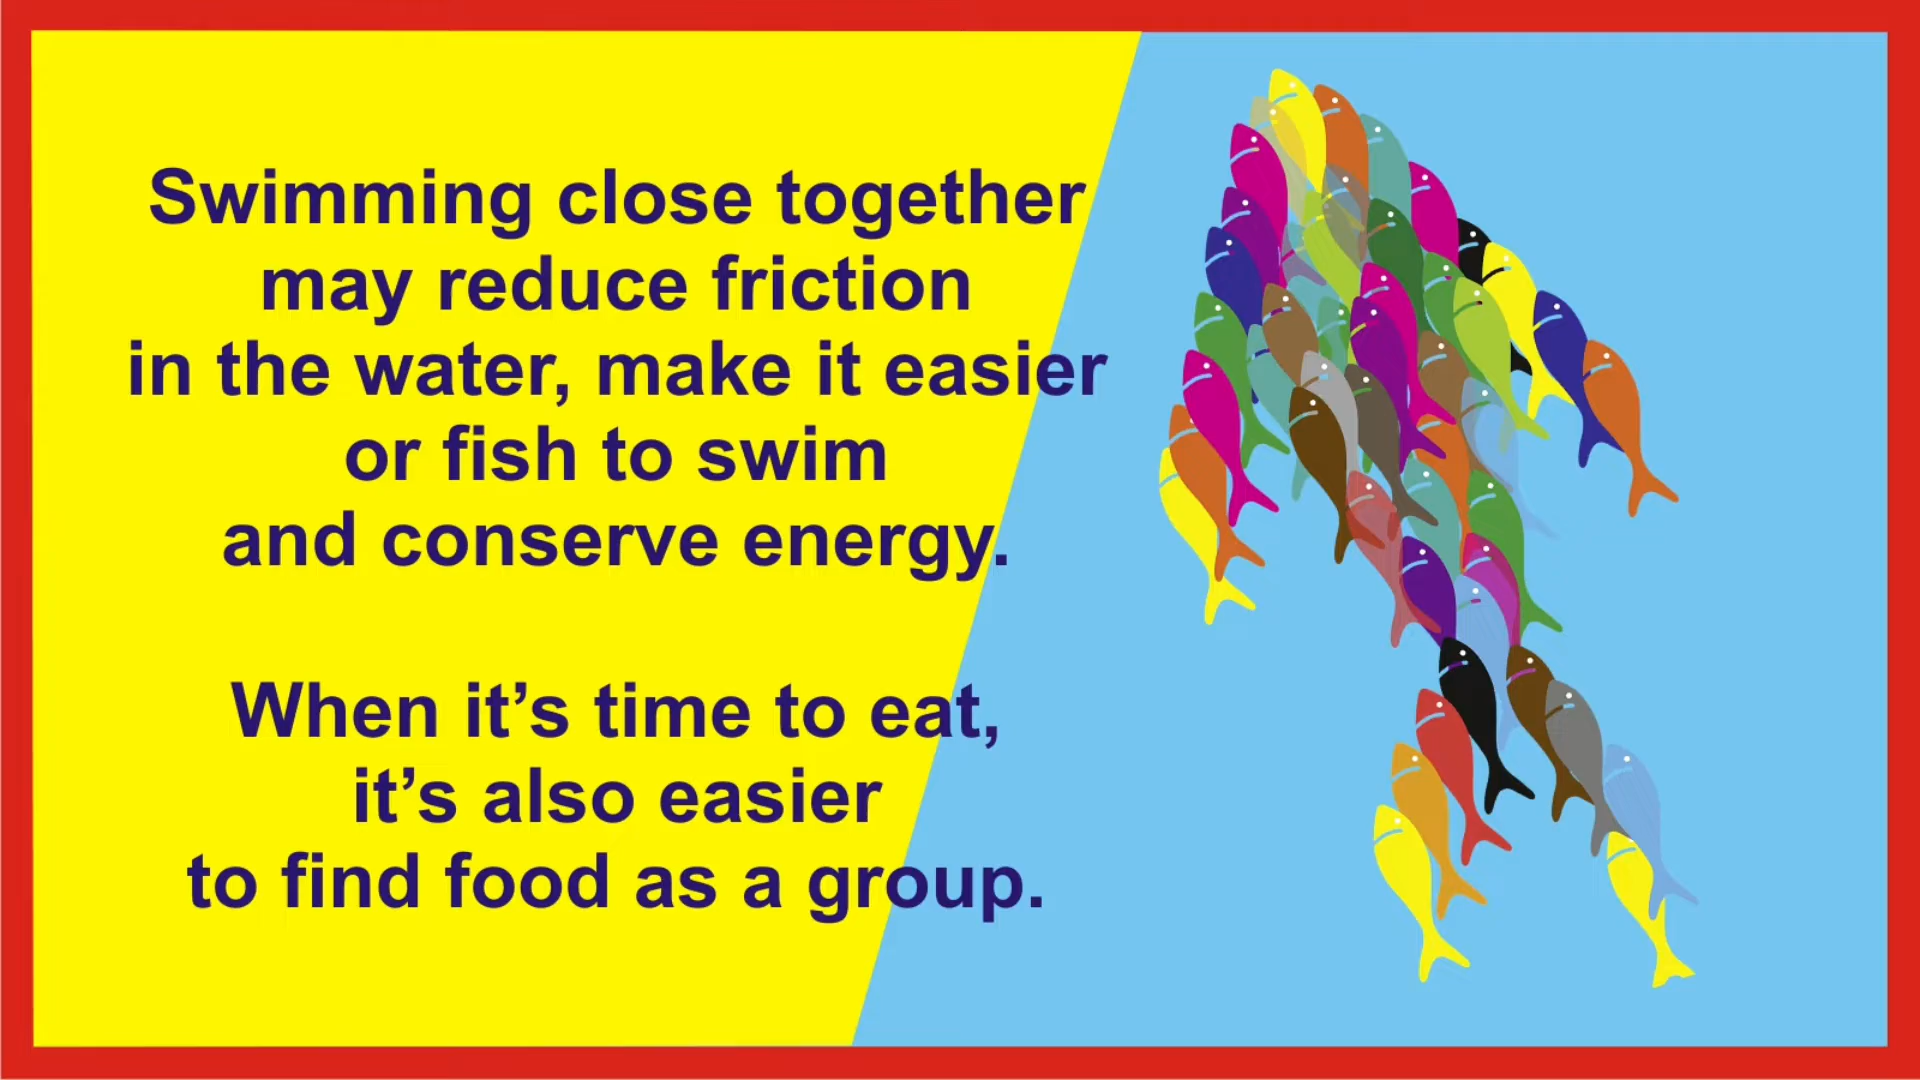 Swimming close together
may reduce friction
in the water, make it easier
or fish to swim
and conserve energy.
When it’s time to eat,
it’s also easier
to find food as a group.